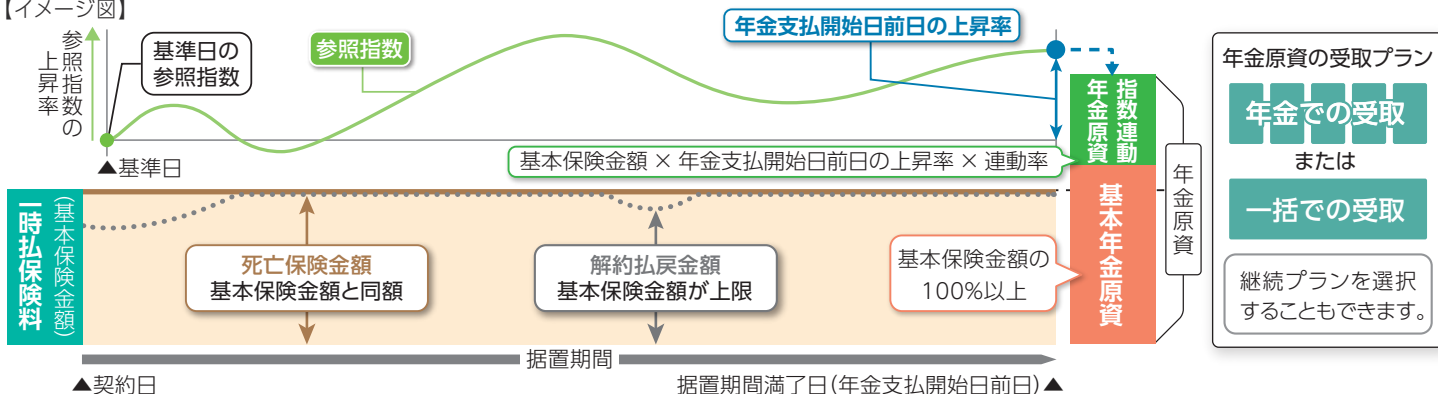 【イメージ図】
参照指数の
上昇率
基準日の
参照指数
参照指数
年金支払開始日前日の上昇率
▲基準日
基本保険金額 × 年金支払開始日前日の上昇率 × 連動率
指数連動
年金原資
一時払保険料
(基本保険金額)
死亡保険金額
基本保険金額と同額
解約払戻金額
基本保険金額が上限
基本保険金額の
100%以上
基本年金原資
年金原資
据置期間
▲契約日
据置期間満了日(年金支払開始日前日)▲
年金原資の受取プラン
年金での受取
または
一括での受取
継続プランを選択
することもできます。